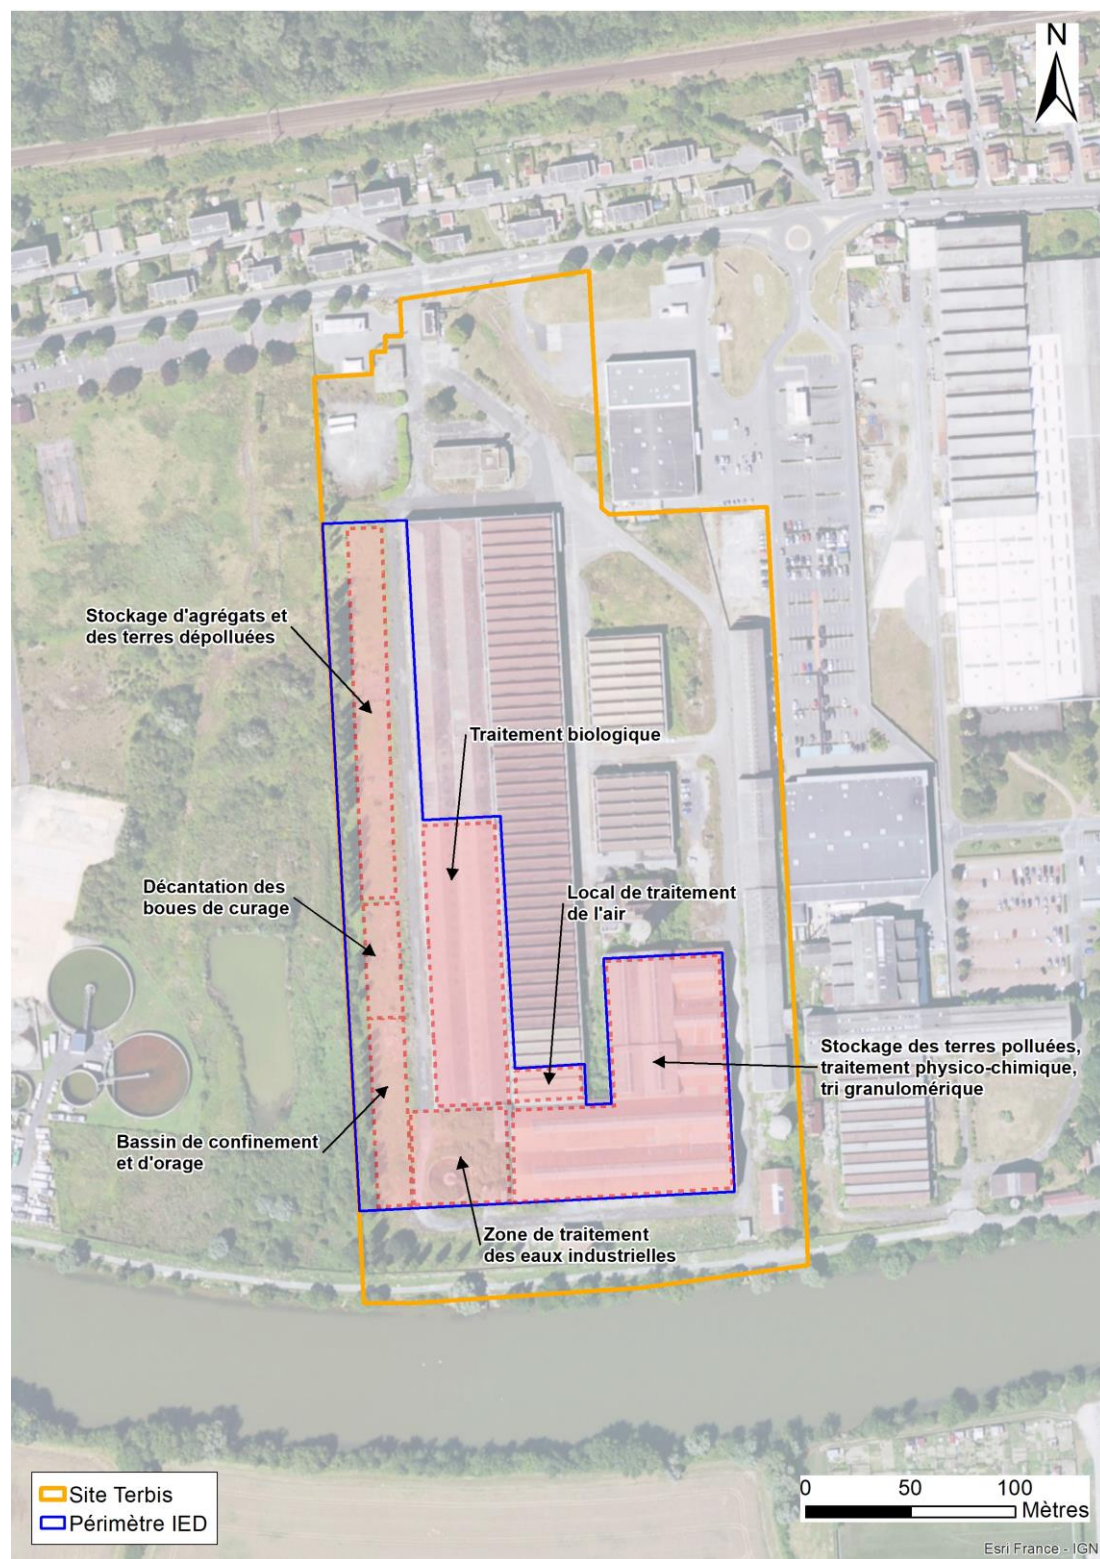 N
Stockage d'agrégats et
des terres dépolluées
Traitement biologique
Décantation des
boues de curage
Local de traitement
de l'air
Stockage des terres polluées,
traitement physico-chimique,
tri granulomérique
Bassin de confinement
et d'orage
Zone de traitement
des eaux industrielles
Site Terbis
Périmètre IED
0 50 100
Mètres
Esri France - IGN